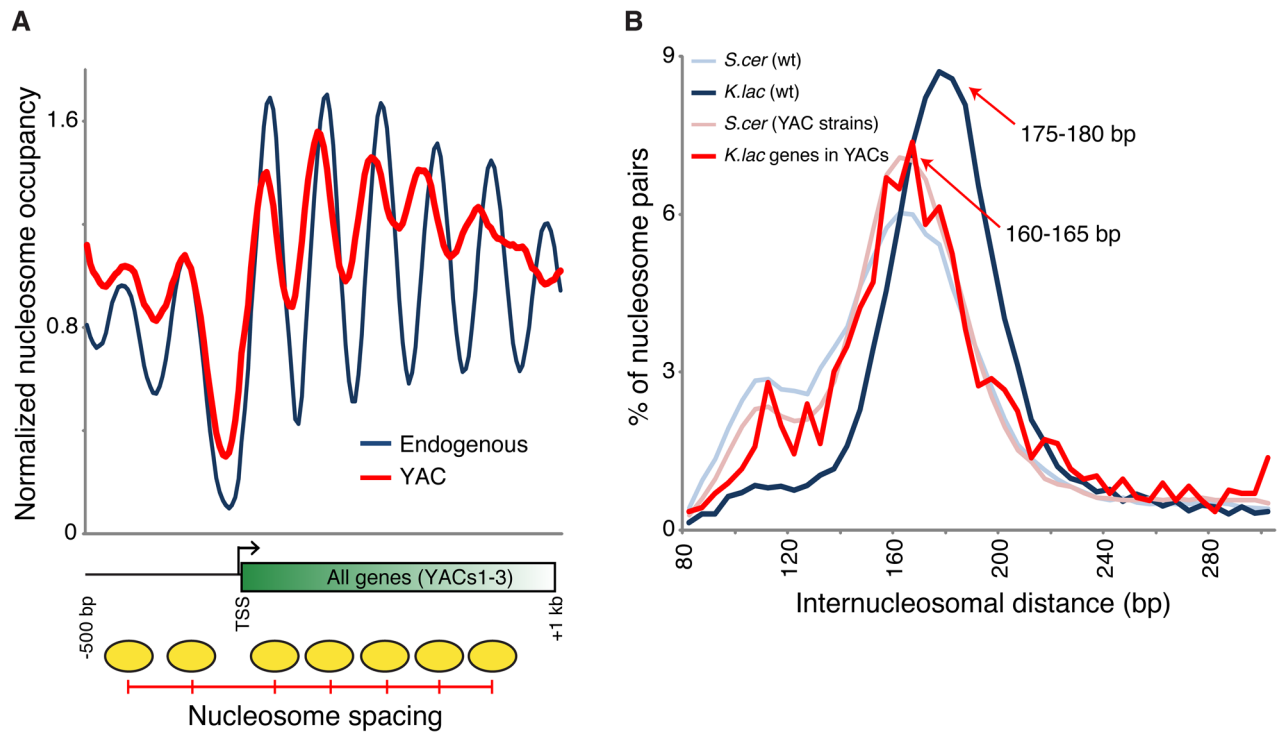 A
Normalized nucleosome occupancy
1.6
0.8
0
Endogenous
YAC
All genes (YACs1-3)
-500 bp
TSS
+1 kb
Nucleosome spacing
B
% of nucleosome pairs
9
6
3
0
S.cer (wt)
K.lac (wt)
S.cer (YAC strains)
K.lac genes in YACs
175-180 bp
160-165 bp
80
120
160
200
240
280
Internucleosomal distance (bp)